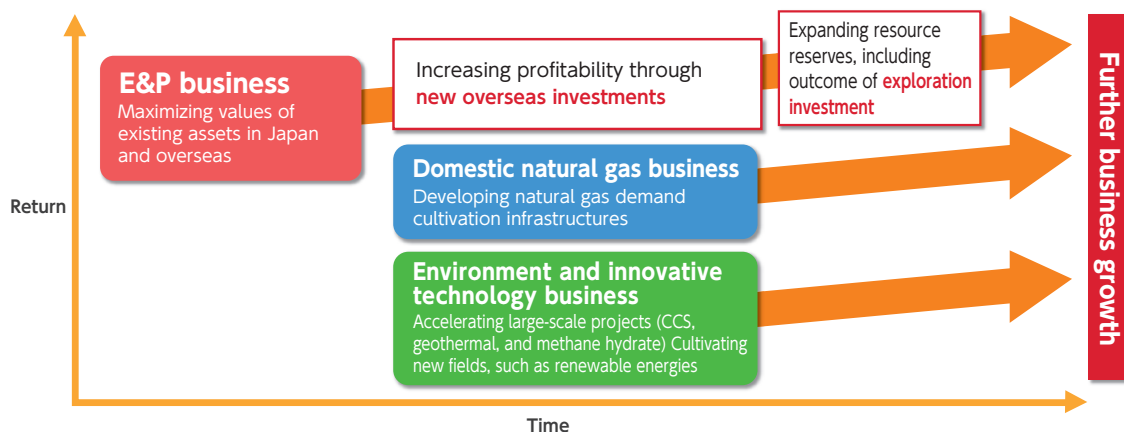 E&P business
Maximizing values of
existing assets in Japan
and overseas
Increasing profitability through
new overseas investments
Expanding resource
reserves, including
outcome of exploration
investment
Domestic natural gas business
Developing natural gas demand
cultivation infrastructures
Environment and innovative
technology business
Accelerating large-scale projects (CCS,
geothermal, and methane hydrate) Cultivating
new fields, such as renewable energies
Further business growth
Return
Time